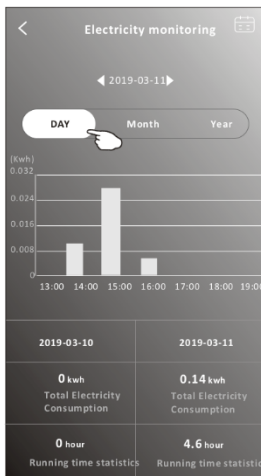 Electricity monitoring
2019-03-11
DAY Month Year
(Kwh)
0.032
0.024
0.016
0.008
0
13:00 14:00 15:00 16:00 17:00 18:00 19:00
2019-03-10 2019-03-11
0 kwh 0.14 kwh
Total Electricity Total Electricity
Consumption Consumption
0 hour 4.6 hour
Running time statistics Running time statistic